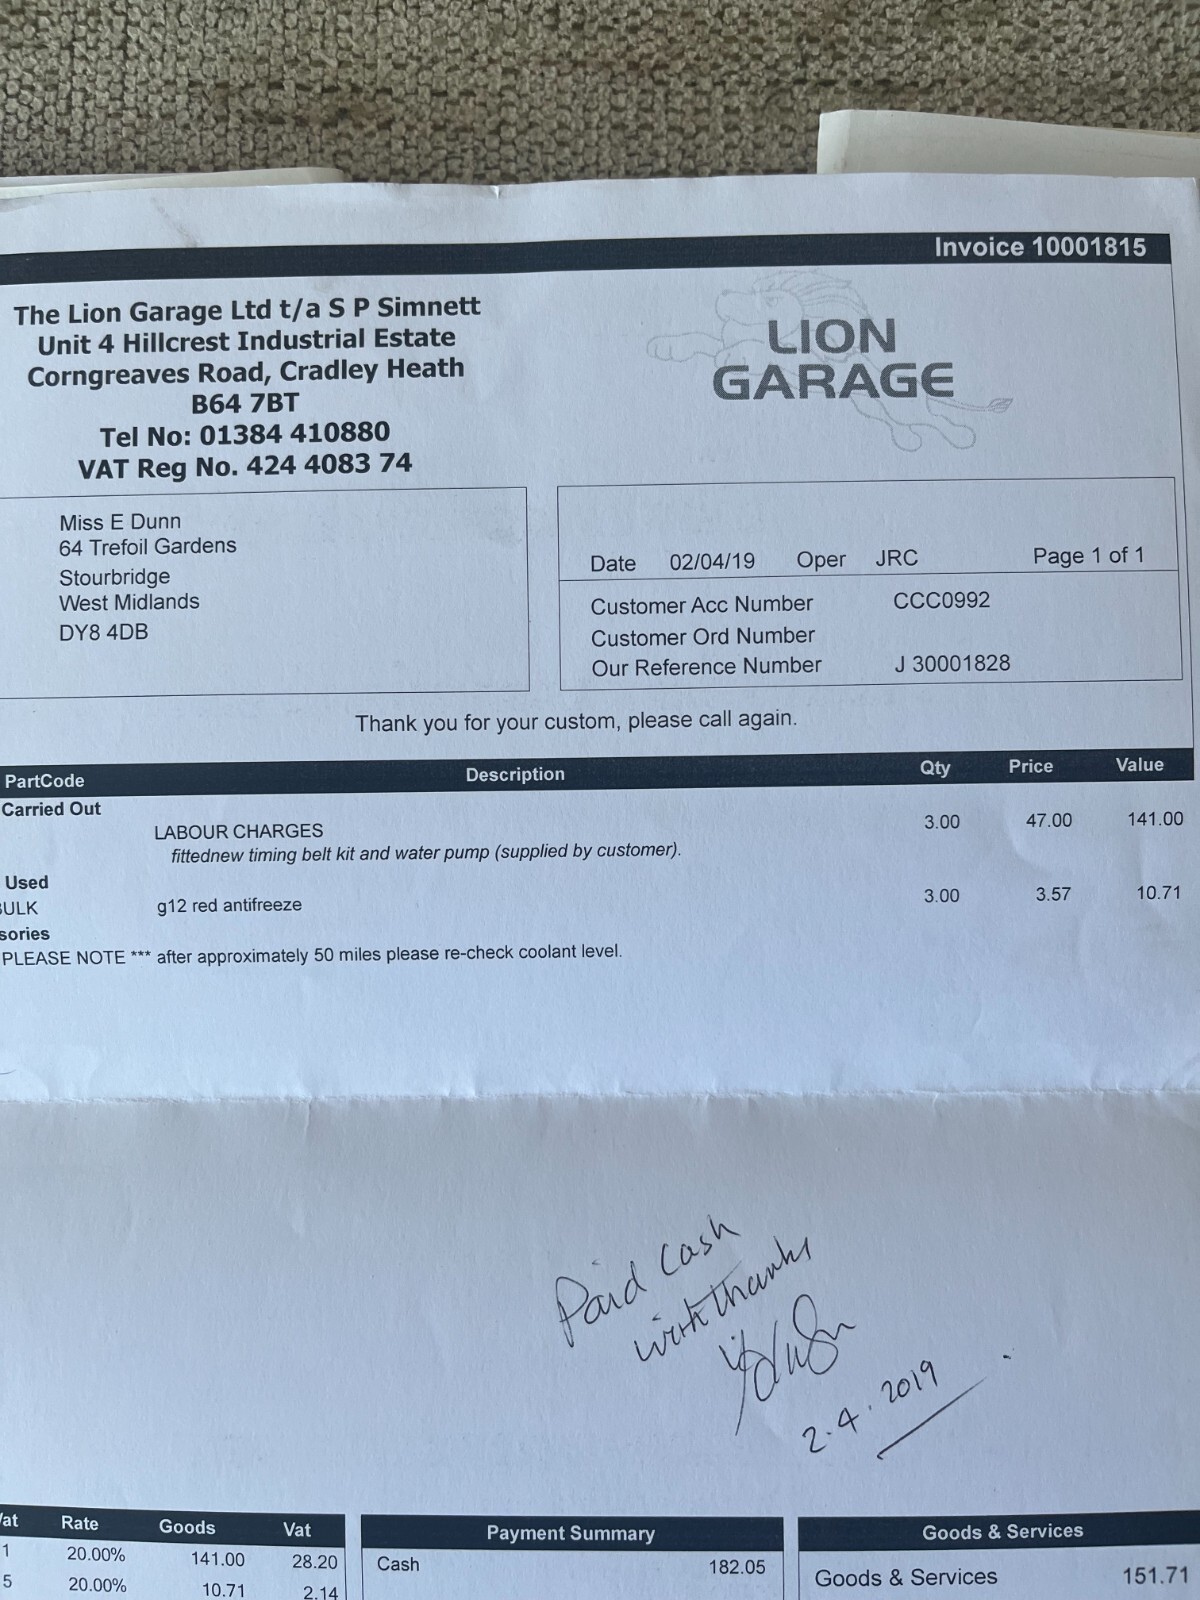 Invoice 10001815
The Lion Garage Ltd t/a S P Simnett
Unit 4 Hillcrest Industrial Estate
Corngreaves Road, Cradley Heath
B64 7BT
Tel No: 01384 410880
VAT Reg No. 424 4083 74
LION
GARAGE
Miss E Dunn
64 Trefoil Gardens
Stourbridge
West Midlands
DY8 4DB
Date 02/04/19 Oper JRC Page 1 of 1
Customer Acc Number CCC0992
Customer Ord Number
Our Reference Number J 30001828
Thank you for your custom, please call again.
PartCode Description Qty Price Value
Carried Out
LABOUR CHARGES 3.00 47.00 141.00
fittednew timing belt kit and water pump (supplied by customer).
Used
BULK g12 red antifreeze 3.00 3.57 10.71
sories
PLEASE NOTE *** after approximately 50 miles please re-check coolant level.
Paid Cash
with thanks
2.4.2019
Vat Rate Goods Vat
1 20.00% 141.00 28.20
5 20.00% 10.71 2.14
Payment Summary
Cash 182.05
Goods & Services
Goods & Services 151.71